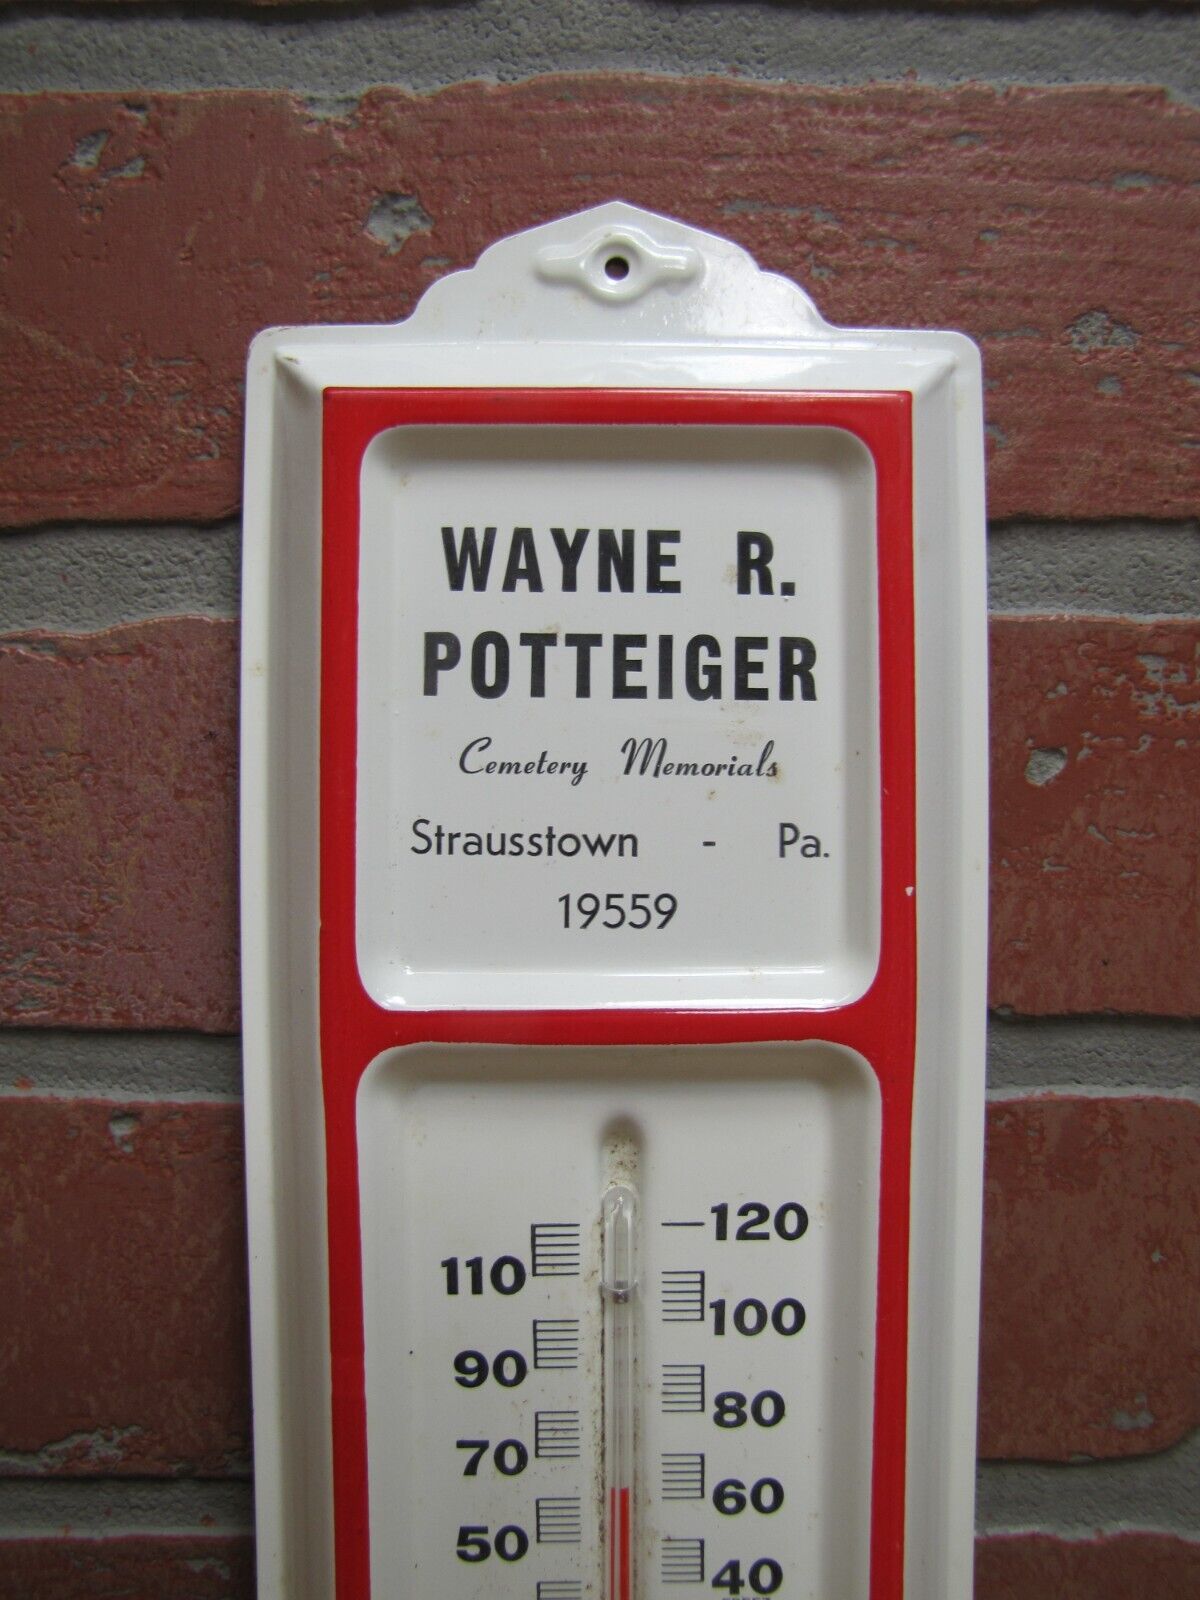 WAYNE R.
POTTEIGER
Cemetery Memorials
Strausstown - Pa.
19559
120
110
100
90
80
70
60
50
40